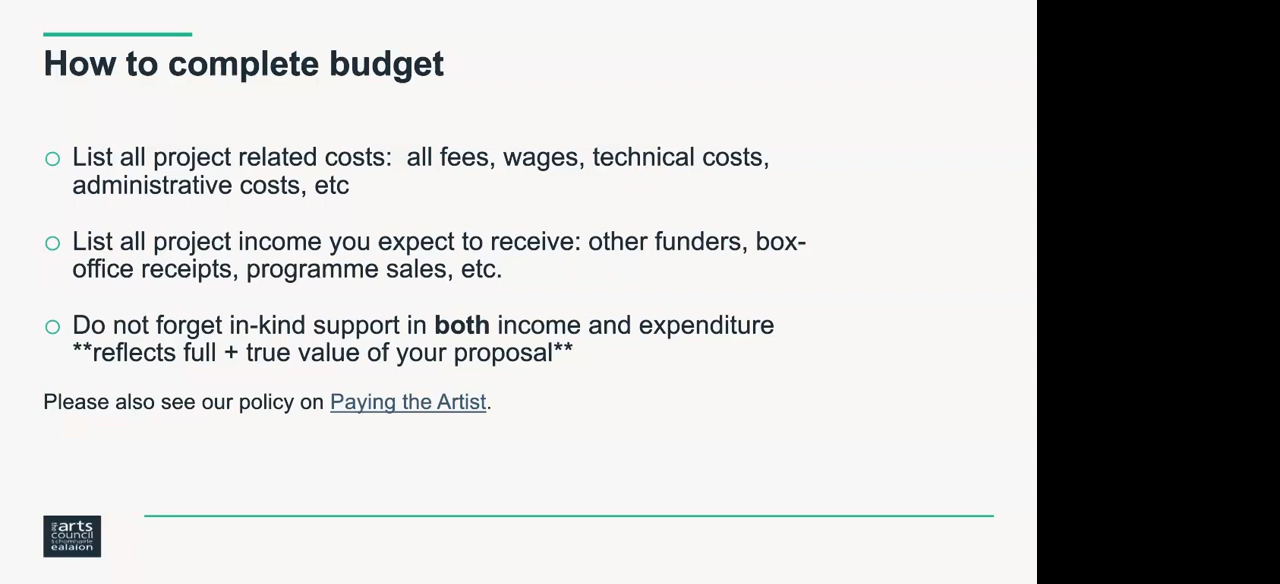 How to complete budget
List all project related costs:  all fees, wages, technical costs,
administrative costs, etc
List all project income you expect to receive: other funders, box-
office receipts, programme sales, etc.
Do not forget in-kind support in both income and expenditure
**reflects full + true value of your proposal**
Please also see our policy on Paying the Artist.
the arts
council
chomhairle
ealaíon